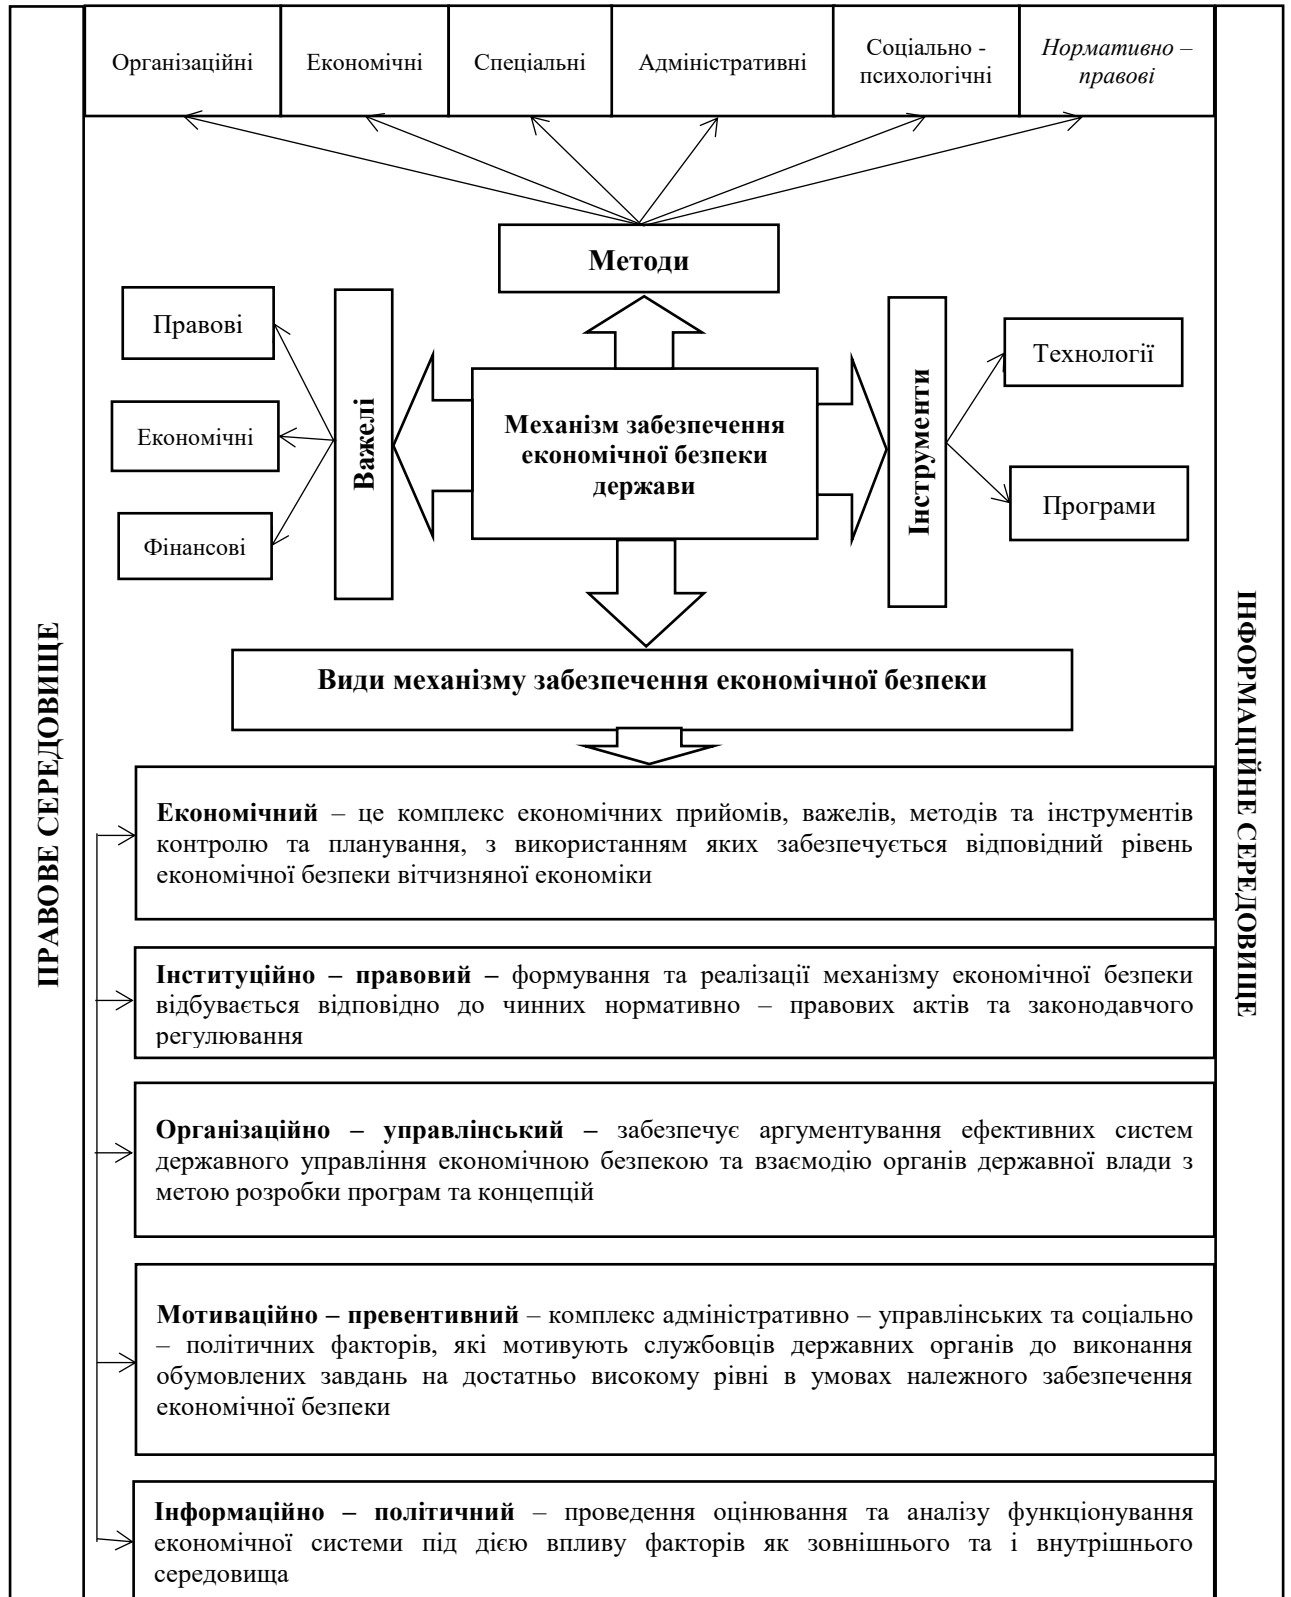 Організаційні
Економічні
Спеціальні
Адміністративні
Соціально -
психологічні
Нормативно –
правові
Методи
Правові
Економічні
Фінансові
Важелі
Механізм забезпечення
економічної безпеки
держави
Інструменти
Технології
Програми
ПРАВОВЕ СЕРЕДОВИЩЕ
ІНФОРМАЦІЙНЕ СЕРЕДОВИЩЕ
Види механізму забезпечення економічної безпеки
Економічний – це комплекс економічних прийомів, важелів, методів та інструментів
контролю та планування, з використанням яких забезпечується відповідний рівень
економічної безпеки вітчизняної економіки
Інституційно – правовий – формування та реалізації механізму економічної безпеки
відбувається відповідно до чинних нормативно – правових актів та законодавчого
регулювання
Організаційно – управлінський – забезпечує аргументування ефективних систем
державного управління економічною безпекою та взаємодію органів державної влади з
метою розробки програм та концепцій
Мотиваційно – превентивний – комплекс адміністративно – управлінських та соціально
– політичних факторів, які мотивують службовців державних органів до виконання
обумовлених завдань на достатньо високому рівні в умовах належного забезпечення
економічної безпеки
Інформаційно – політичний – проведення оцінювання та аналізу функціонування
економічної системи під дією впливу факторів як зовнішнього та і внутрішнього
середовища